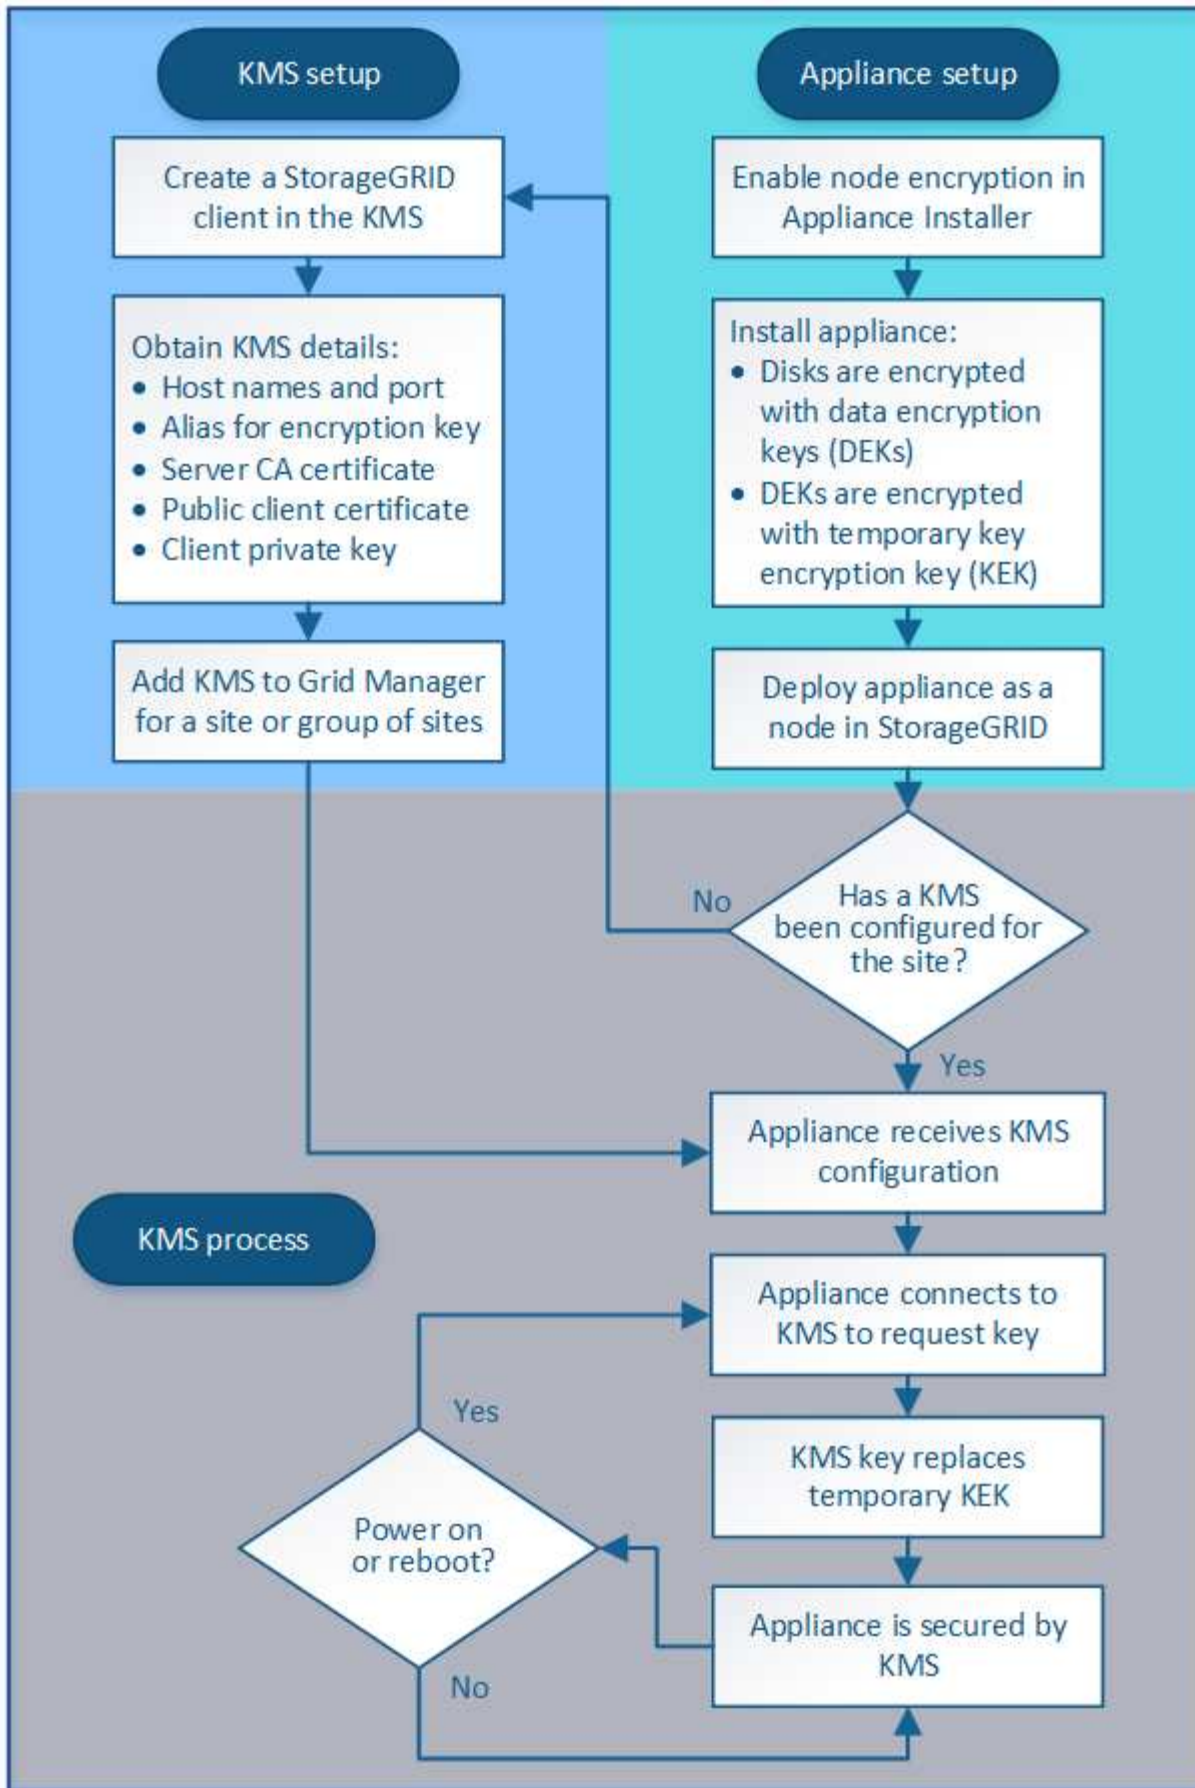 KMS setup
Create a StorageGRID
client in the KMS
Obtain KMS details:
• Host names and port
• Alias for encryption key
• Server CA certificate
• Public client certificate
• Client private key
Add KMS to Grid Manager
for a site or group of sites
Appliance setup
Enable node encryption in
Appliance Installer
Install appliance:
• Disks are encrypted
with data encryption
keys (DEKs)
• DEKs are encrypted
with temporary key
encryption key (KEK)
Deploy appliance as a
node in StorageGRID
Has a KMS
been configured for
the site?
No
Yes
KMS process
Appliance receives KMS
configuration
Appliance connects to
KMS to request key
KMS key replaces
temporary KEK
Appliance is secured by
KMS
Power on
or reboot?
Yes
No